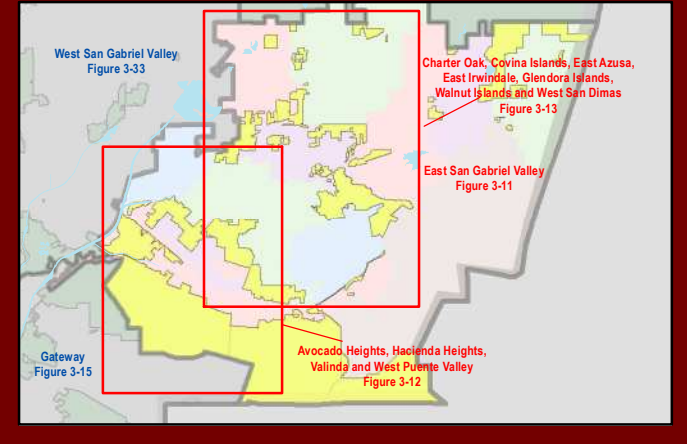 West San Gabriel Valley
Figure 3-33
Charter Oak, Covina Islands, East Azusa,
East Irwindale, Glendora Islands,
Walnut Islands and West San Dimas
Figure 3-13
East San Gabriel Valley
Figure 3-11
Avocado Heights, Hacienda Heights,
Valinda and West Puente Valley
Figure 3-12
Gateway
Figure 3-15